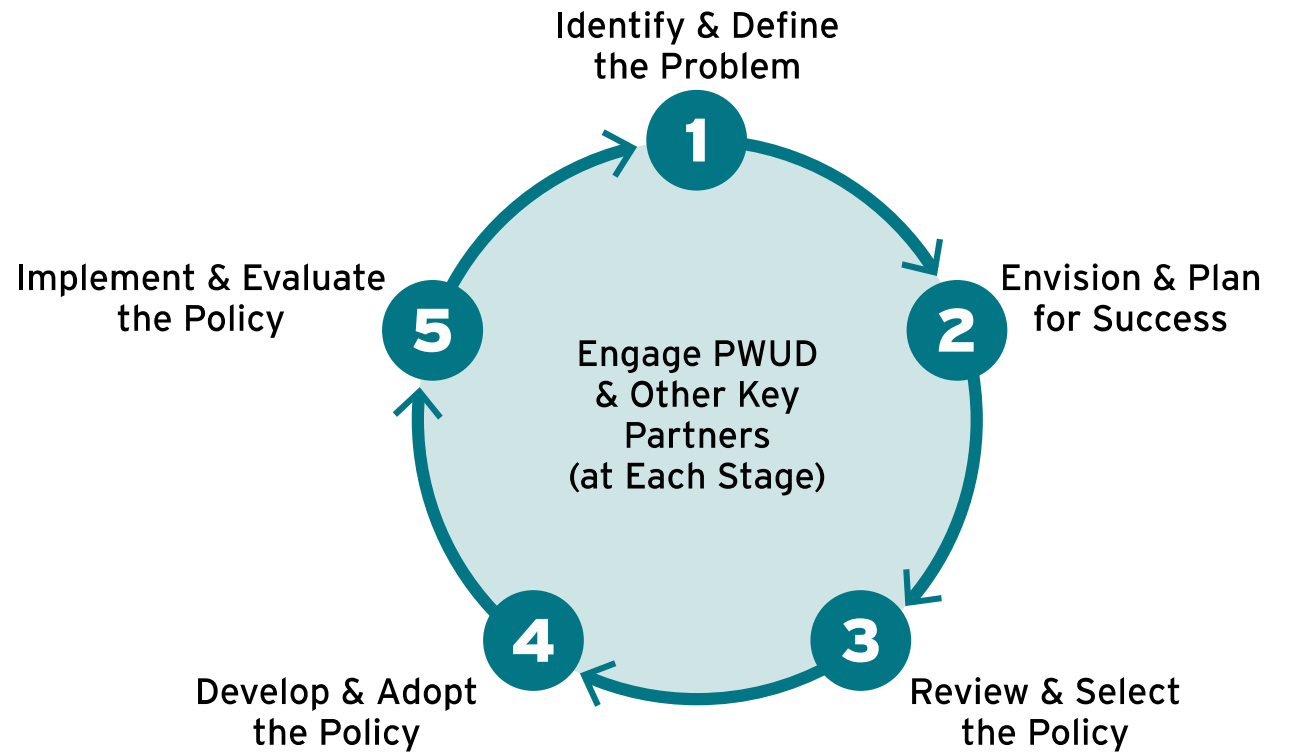 Identify & Define
the Problem
1
Envision & Plan
for Success
2
Implement & Evaluate
the Policy
5
Engage PWUD
& Other Key
Partners
(at Each Stage)
3
Review & Select
the Policy
4
Develop & Adopt
the Policy